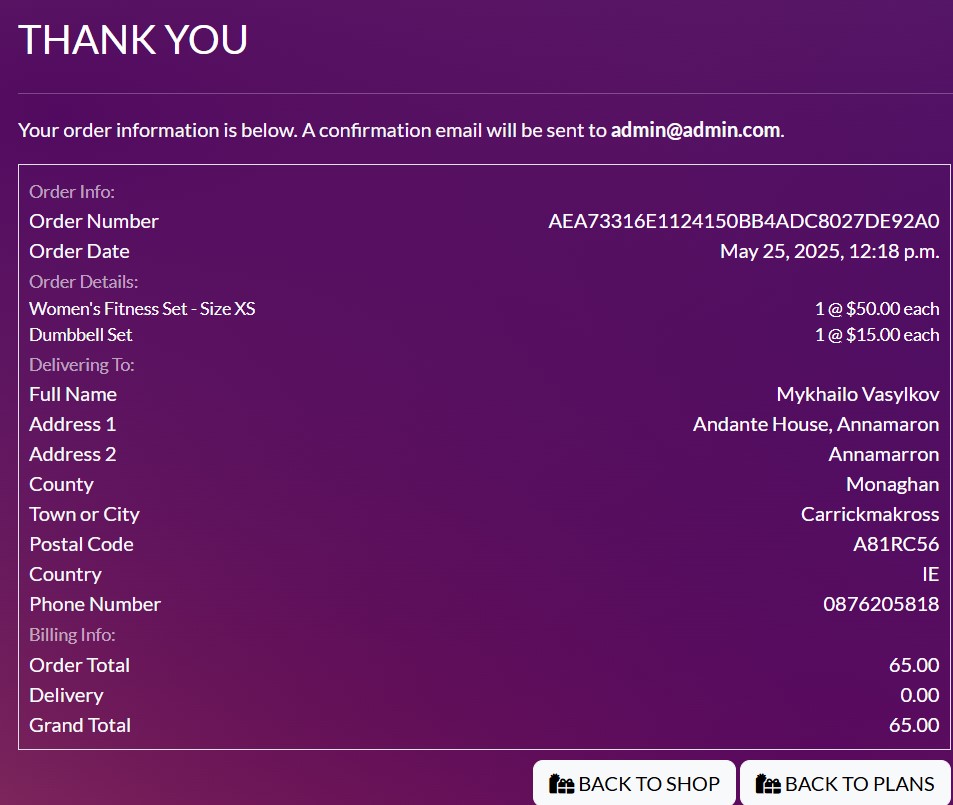 THANK YOU
Your order information is below. A confirmation email will be sent to admin@admin.com.
Order Info:
Order Number AEA73316E1124150BB4ADC8027DE92A0
Order Date May 25, 2025, 12:18 p.m.
Order Details:
Women's Fitness Set - Size XS 1 @ $50.00 each
Dumbbell Set 1 @ $15.00 each
Delivering To:
Full Name Mykhailo Vasylkov
Address 1 Andante House, Annamaron
Address 2 Annamarron
County Monaghan
Town or City Carrickmakross
Postal Code A81RC56
Country IE
Phone Number 0876205818
Billing Info:
Order Total 65.00
Delivery 0.00
Grand Total 65.00
BACK TO SHOP BACK TO PLANS